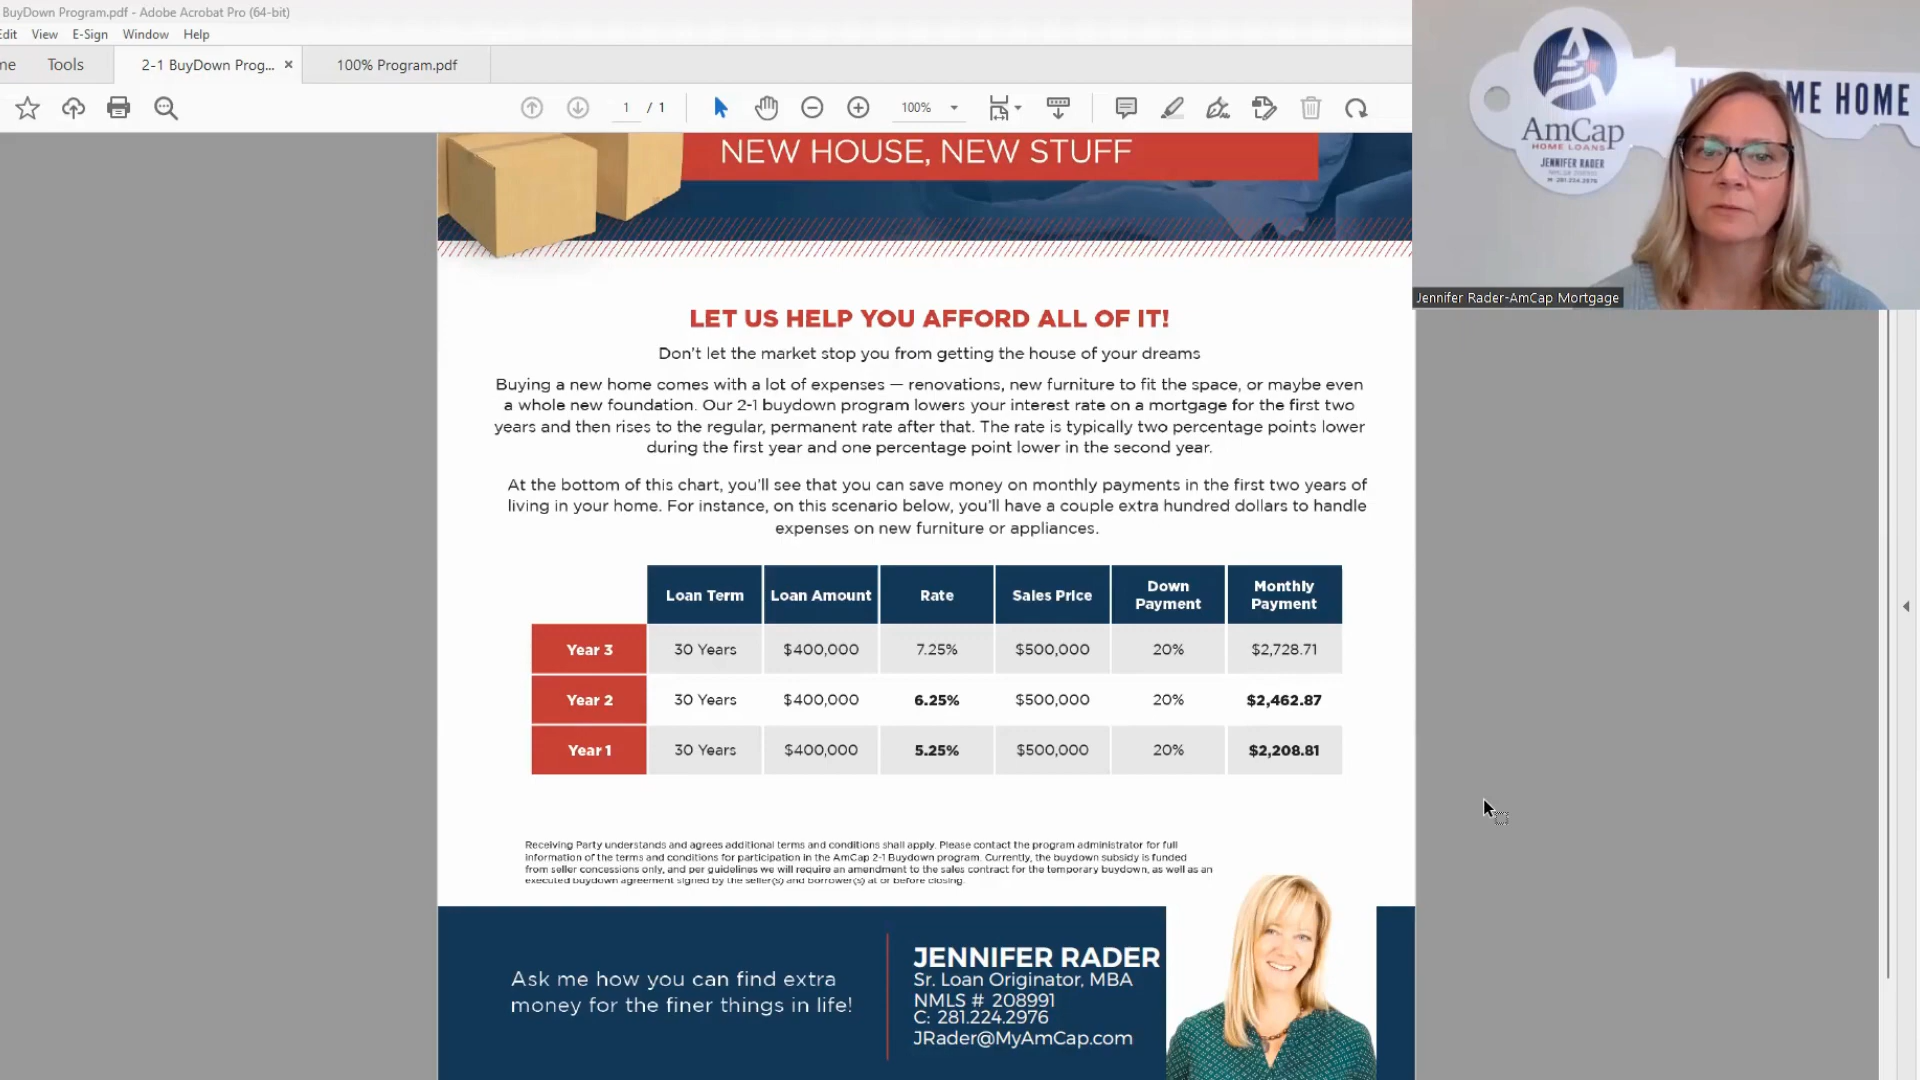 BuyDown Program.pdf - Adobe Acrobat Pro (64-bit)
Edit View E-Sign Window Help
me Tools 2-1 BuyDown Prog... × 100% Program.pdf
1 / 1 100%
NEW HOUSE, NEW STUFF
LET US HELP YOU AFFORD ALL OF IT!
Don't let the market stop you from getting the house of your dreams
Buying a new home comes with a lot of expenses — renovations, new furniture to fit the space, or maybe even
a whole new foundation. Our 2-1 buydown program lowers your interest rate on a mortgage for the first two
years and then rises to the regular, permanent rate after that. The rate is typically two percentage points lower
during the first year and one percentage point lower in the second year.
At the bottom of this chart, you'll see that you can save money on monthly payments in the first two years of
living in your home. For instance, on this scenario below, you'll have a couple extra hundred dollars to handle
expenses on new furniture or appliances.
Loan Term Loan Amount Rate Sales Price Down Payment Monthly Payment
Year 3 30 Years $400,000 7.25% $500,000 20% $2,728.71
Year 2 30 Years $400,000 6.25% $500,000 20% $2,462.87
Year 1 30 Years $400,000 5.25% $500,000 20% $2,208.81
Receiving Party understands and agrees additional terms and conditions shall apply. Please contact the program administrator for full
information of the terms and conditions for participation in the AmCap 2-1 Buydown program. Currently, the buydown subsidy is funded
from seller concessions only, and per guidelines we will require an amendment to the sales contract for the temporary buydown, as well as an
executed buydown agreement signed by the seller(s) and borrower(s) at or before closing.
Ask me how you can find extra
money for the finer things in life!
JENNIFER RADER
Sr. Loan Originator, MBA
NMLS # 208991
C: 281.224.2976
JRader@MyAmCap.com
ME HOME
AmCap
HOME LOANS
JENNIFER RADER
M 281.224.2976
Jennifer Rader-AmCap Mortgage